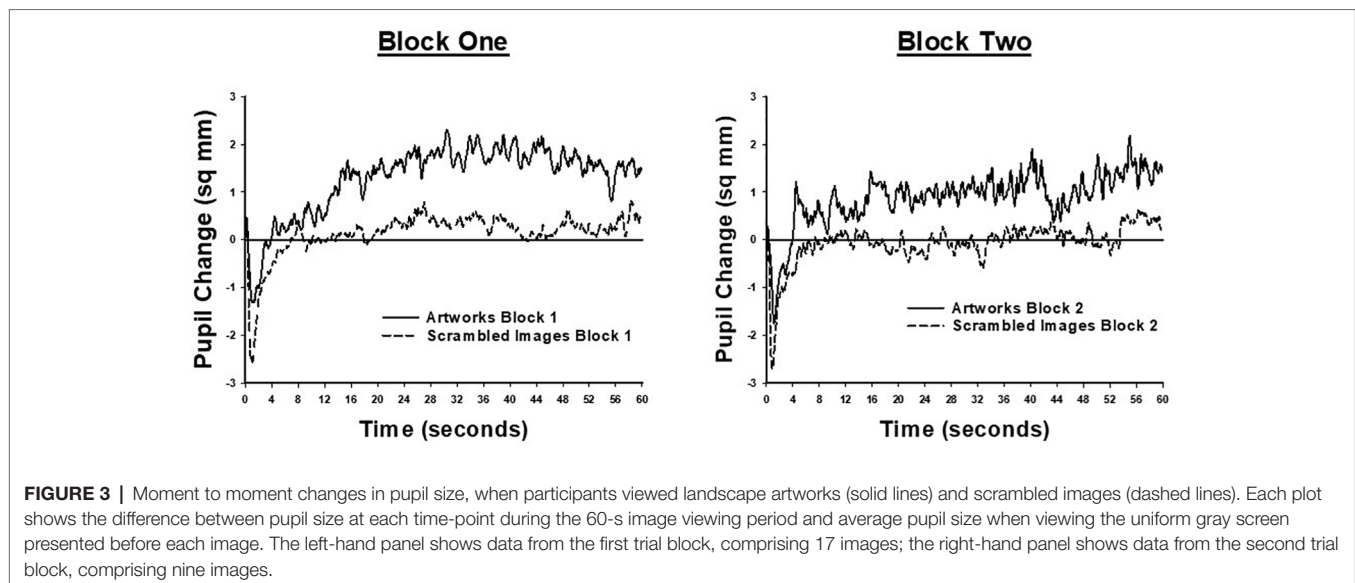 Block One
Block Two
Pupil Change (sq mm)
3
2
1
0
-1
-2
-3
Artworks Block 1
Scrambled Images Block 1
0 4 8 12 16 20 24 28 32 36 40 44 48 52 56 60
Time (seconds)
Pupil Change (sq mm)
3
2
1
0
-1
-2
-3
Artworks Block 2
Scrambled Images Block 2
0 4 8 12 16 20 24 28 32 36 40 44 48 52 56 60
Time (seconds)
FIGURE 3 | Moment to moment changes in pupil size, when participants viewed landscape artworks (solid lines) and scrambled images (dashed lines). Each plot
shows the difference between pupil size at each time-point during the 60-s image viewing period and average pupil size when viewing the uniform gray screen
presented before each image. The left-hand panel shows data from the first trial block, comprising 17 images; the right-hand panel shows data from the second trial
block, comprising nine images.